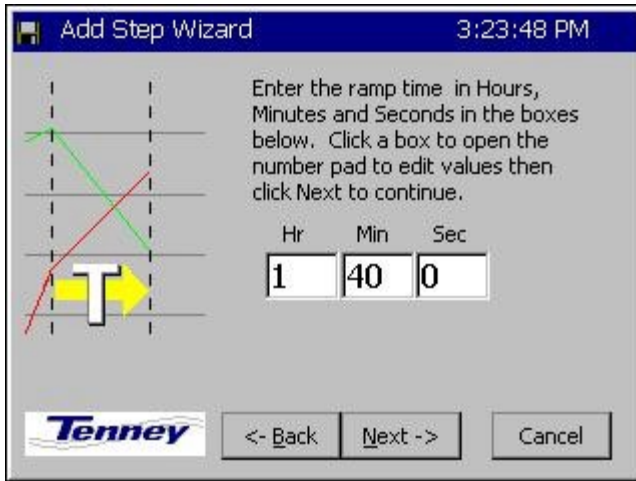 Add Step Wizard 3:23:48 PM
Enter the ramp time in Hours,
Minutes and Seconds in the boxes
below. Click a box to open the
number pad to edit values then
click Next to continue.
Hr Min Sec
1 40 0
T
Tenney <- Back Next -> Cancel